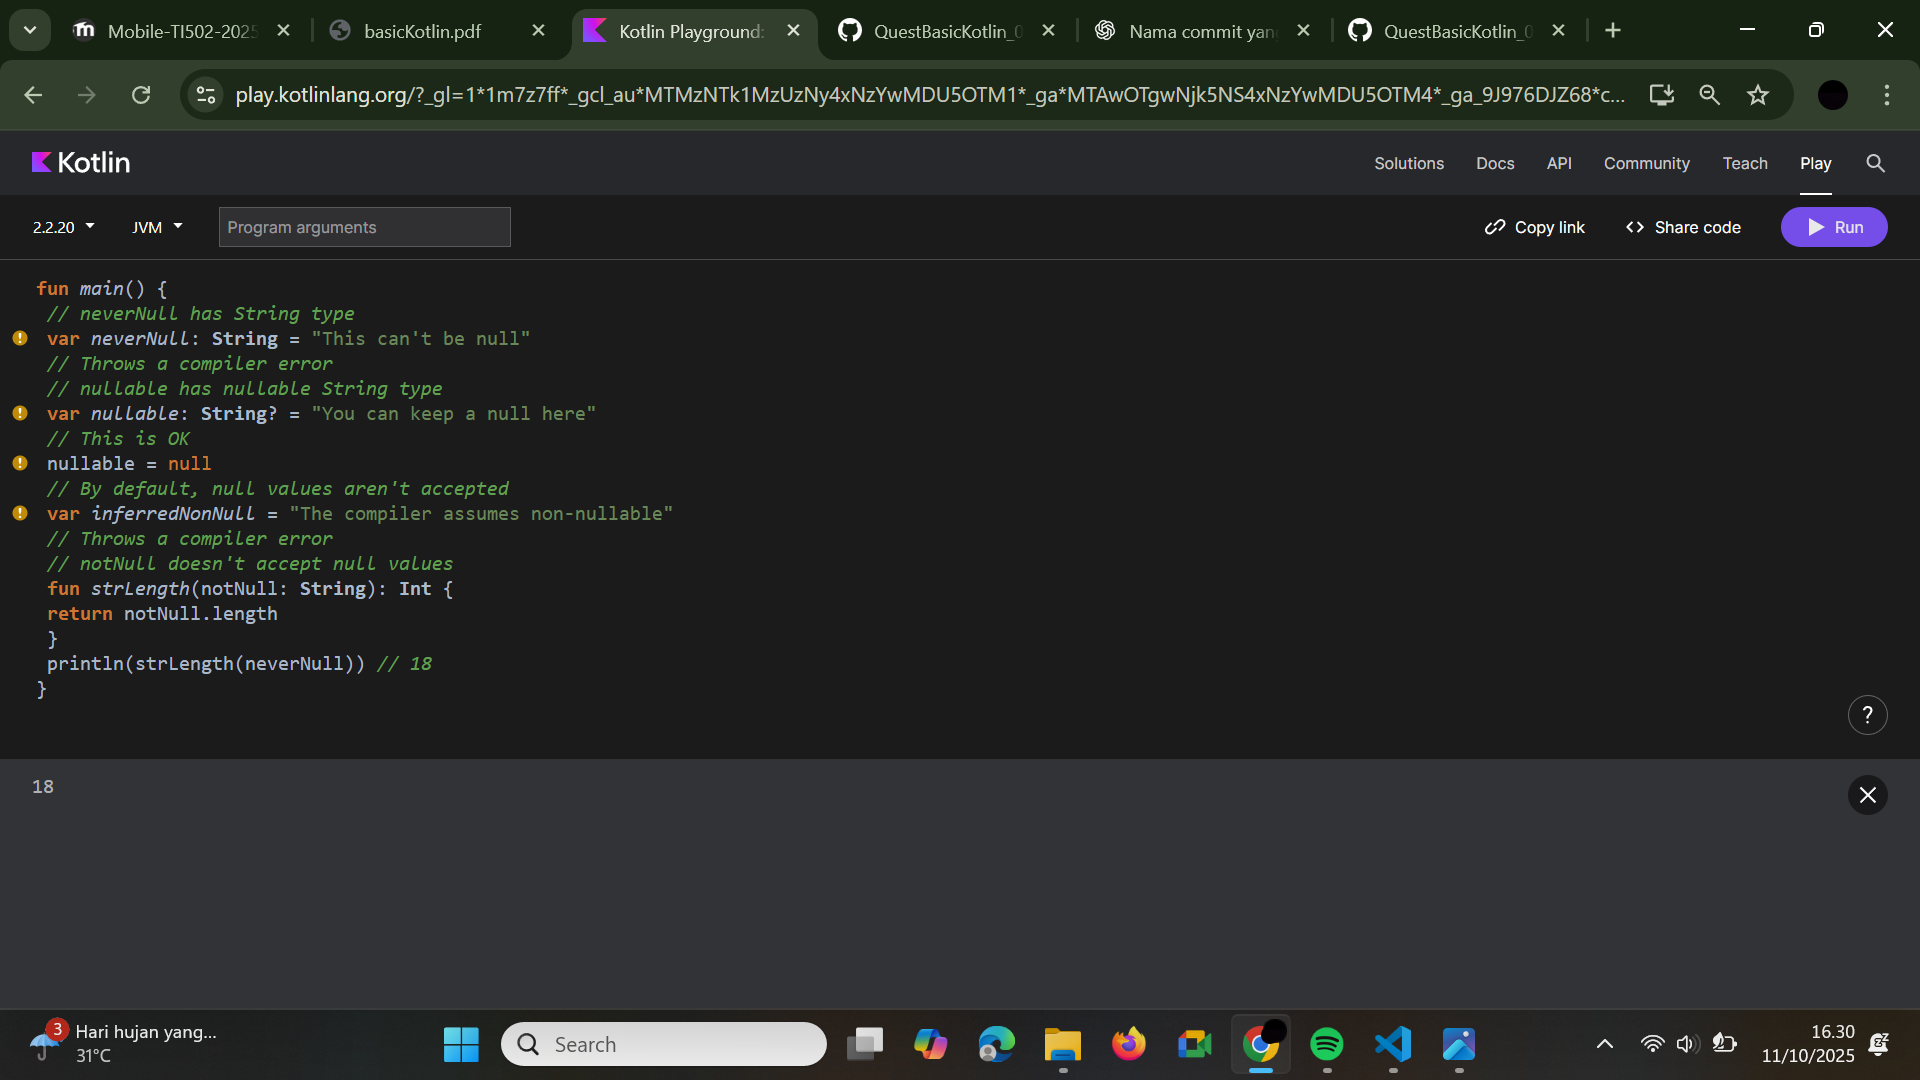 Mobile-TI502-2025
basicKotlin.pdf
Kotlin Playground:
QuestBasicKotlin_0
Nama commit yang
QuestBasicKotlin_0
play.kotlinlang.org/?_gl=1*1m7z7ff*_gcl_au*MTMzNTk1MzUzNy4xNzYwMDU5OTM1*_ga*MTAwOTgwNjk5NS4xNzYwMDU5OTM4*_ga_9J976DJZ68*c...
Kotlin
Solutions
Docs
API
Community
Teach
Play
2.2.20
JVM
Program arguments
Copy link
Share code
Run
fun main() {
// neverNull has String type
var neverNull: String = "This can't be null"
// Throws a compiler error
// nullable has nullable String type
var nullable: String? = "You can keep a null here"
// This is OK
nullable = null
// By default, null values aren't accepted
var inferredNonNull = "The compiler assumes non-nullable"
// Throws a compiler error
// notNull doesn't accept null values
fun strLength(notNull: String): Int {
return notNull.length
}
println(strLength(neverNull)) // 18
}
?
18
3
Hari hujan yang...
31°C
Search
16.30
11/10/2025